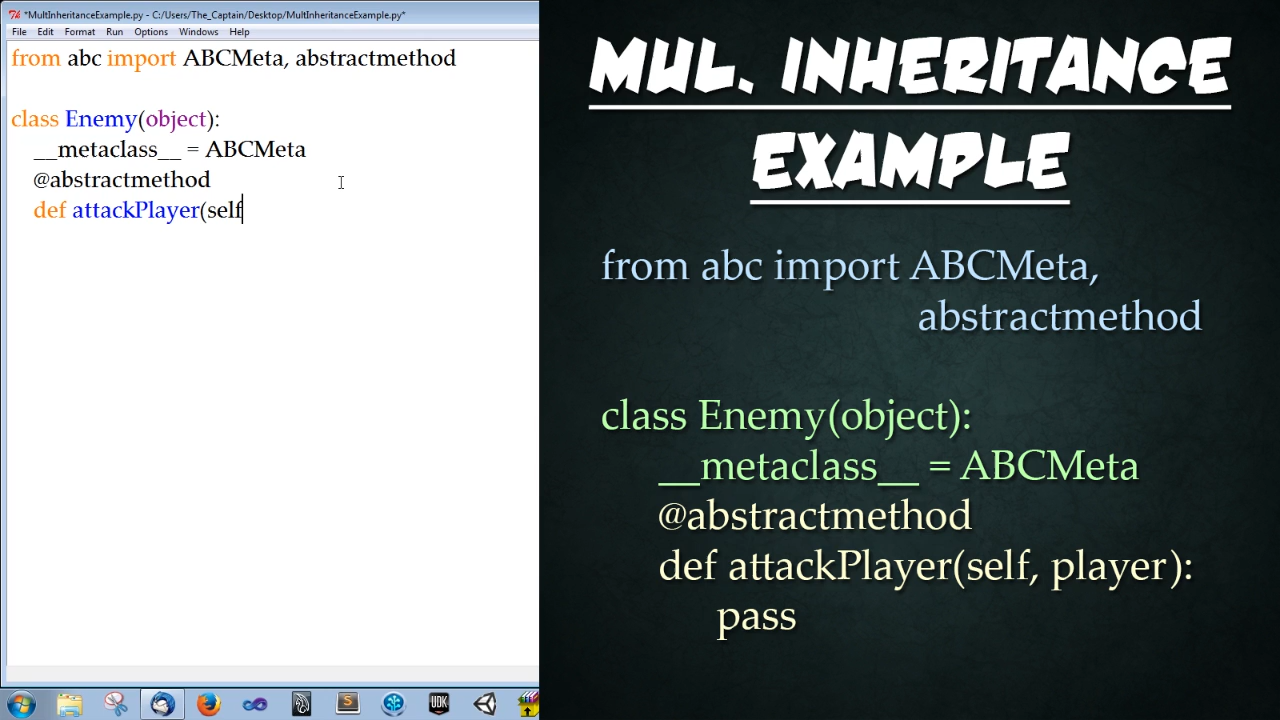 *MultInheritanceExample.py - C:/Users/The_Captain/Desktop/MultInheritanceExample.py*
File Edit Format Run Options Windows Help
from abc import ABCMeta, abstractmethod
class Enemy(object):
__metaclass__ = ABCMeta
@abstractmethod
def attackPlayer(self
MUL. INHERITANCE
EXAMPLE
from abc import ABCMeta,
abstractmethod
class Enemy(object):
__metaclass__ = ABCMeta
@abstractmethod
def attackPlayer(self, player):
pass
UDK